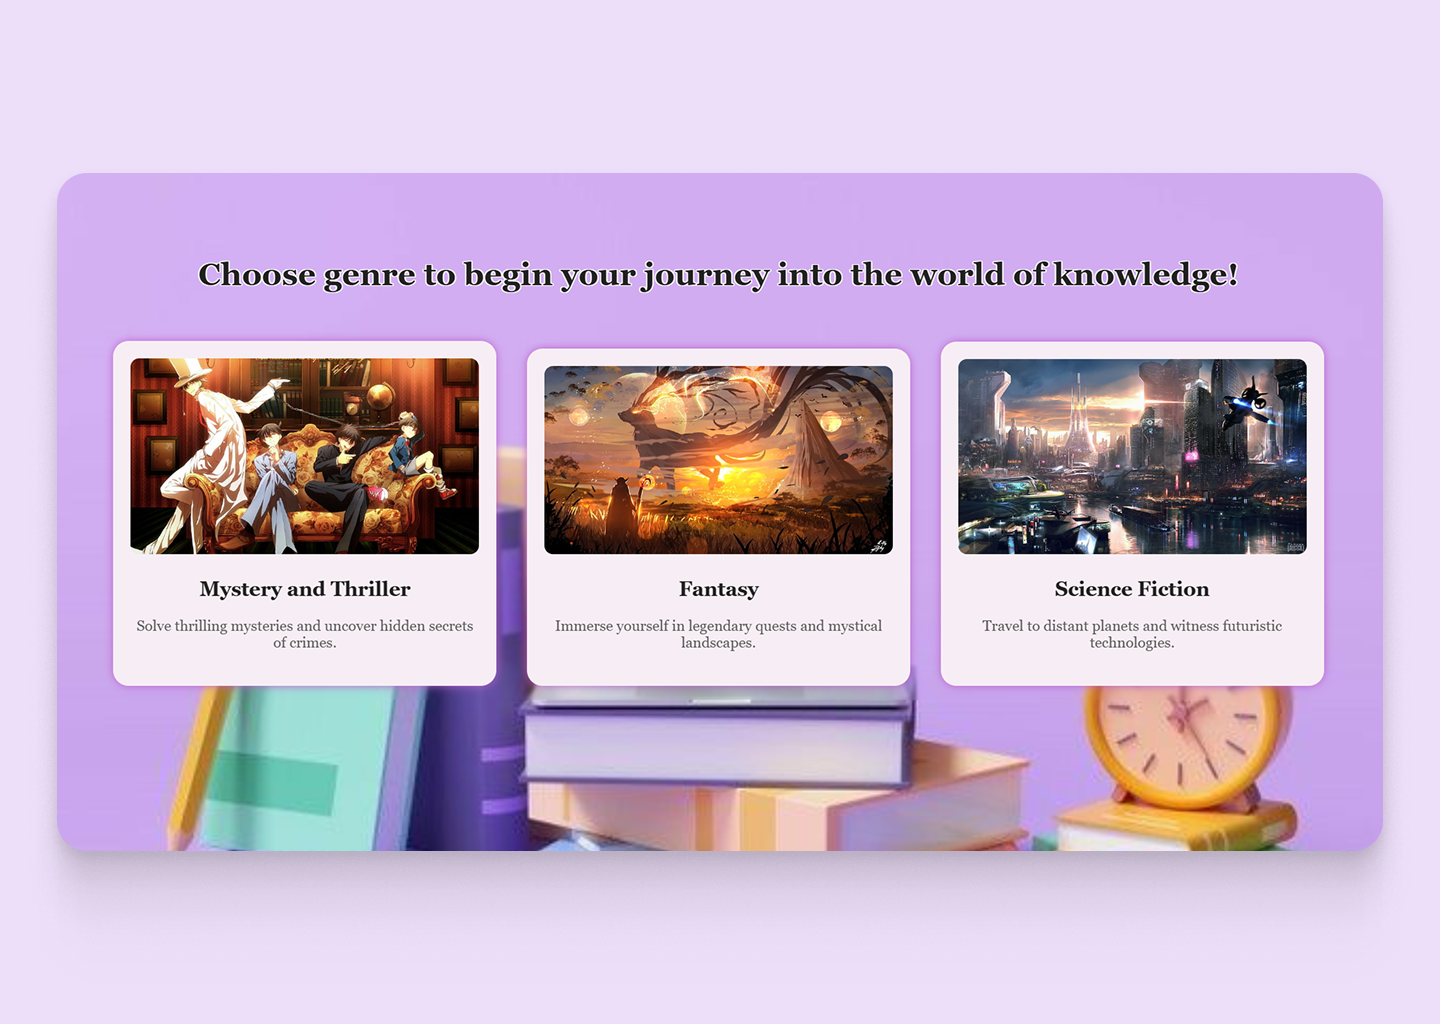 Choose genre to begin your journey into the world of knowledge!
Mystery and Thriller
Solve thrilling mysteries and uncover hidden secrets
of crimes.
Fantasy
Immerse yourself in legendary quests and mystical
landscapes.
Science Fiction
Travel to distant planets and witness futuristic
technologies.